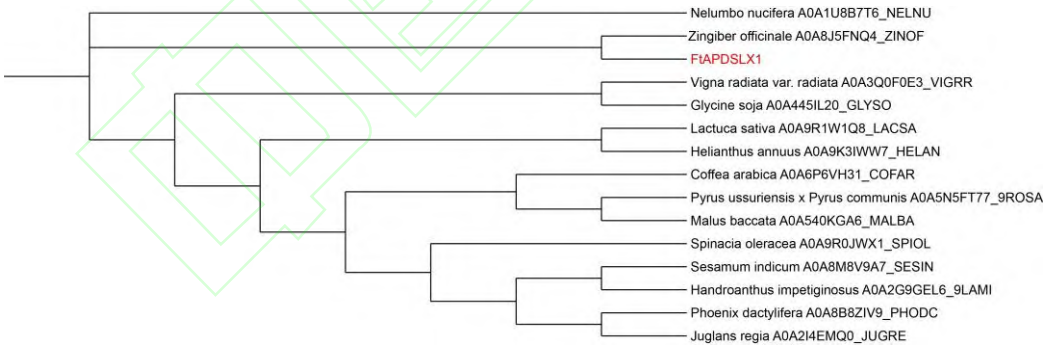 Nelumbo nucifera A0A1U8B7T6_NELNU
Zingiber officinale A0A8J5FNQ4_ZINOF
FtAPDSLX1
Vigna radiata var. radiata A0A3Q0F0E3_VIGRR
Glycine soja A0A445IL20_GLYSO
Lactuca sativa A0A9R1W1Q8_LACSA
Helianthus annuus A0A9K3IWW7_HELAN
Coffea arabica A0A6P6VH31_COFAR
Pyrus ussuriensis x Pyrus communis A0A5N5FT77_9ROSA
Malus baccata A0A540KGA6_MALBA
Spinacia oleracea A0A9R0JWX1_SPIOL
Sesamum indicum A0A8M8V9A7_SESIN
Handroanthus impetiginosus A0A2G9GEL6_9LAMI
Phoenix dactylifera A0A8B8ZIV9_PHODC
Juglans regia A0A2I4EMQ0_JUGRE